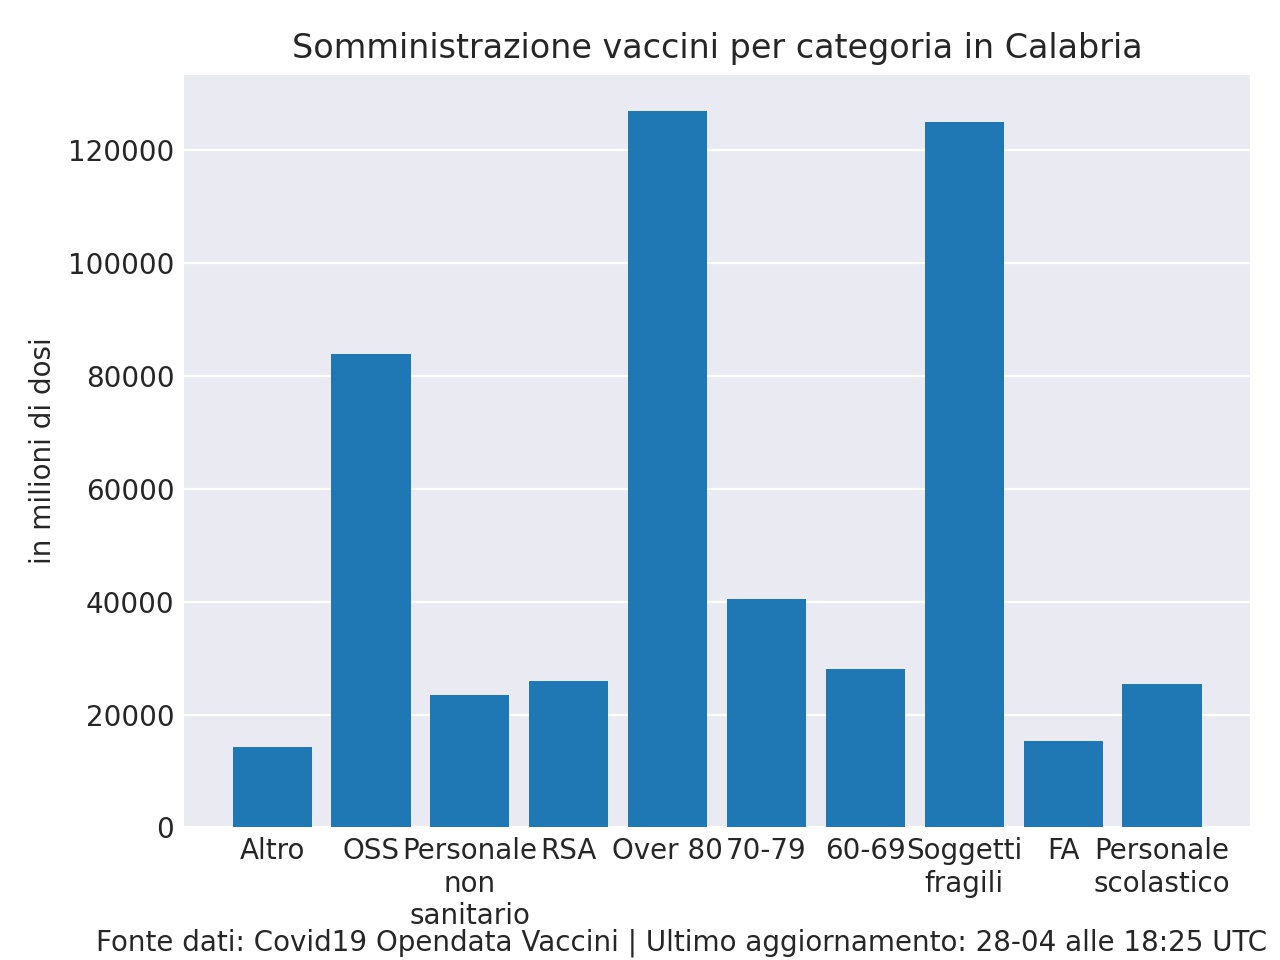 Somministrazione vaccini per categoria in Calabria
in milioni di dosi
120000
100000
80000
60000
40000
20000
0
Altro
OSS
Personale
non
sanitario
RSA
Over 80
70-79
60-69
Soggetti
fragili
FA
Personale
scolastico
Fonte dati: Covid19 Opendata Vaccini | Ultimo aggiornamento: 28-04 alle 18:25 UTC